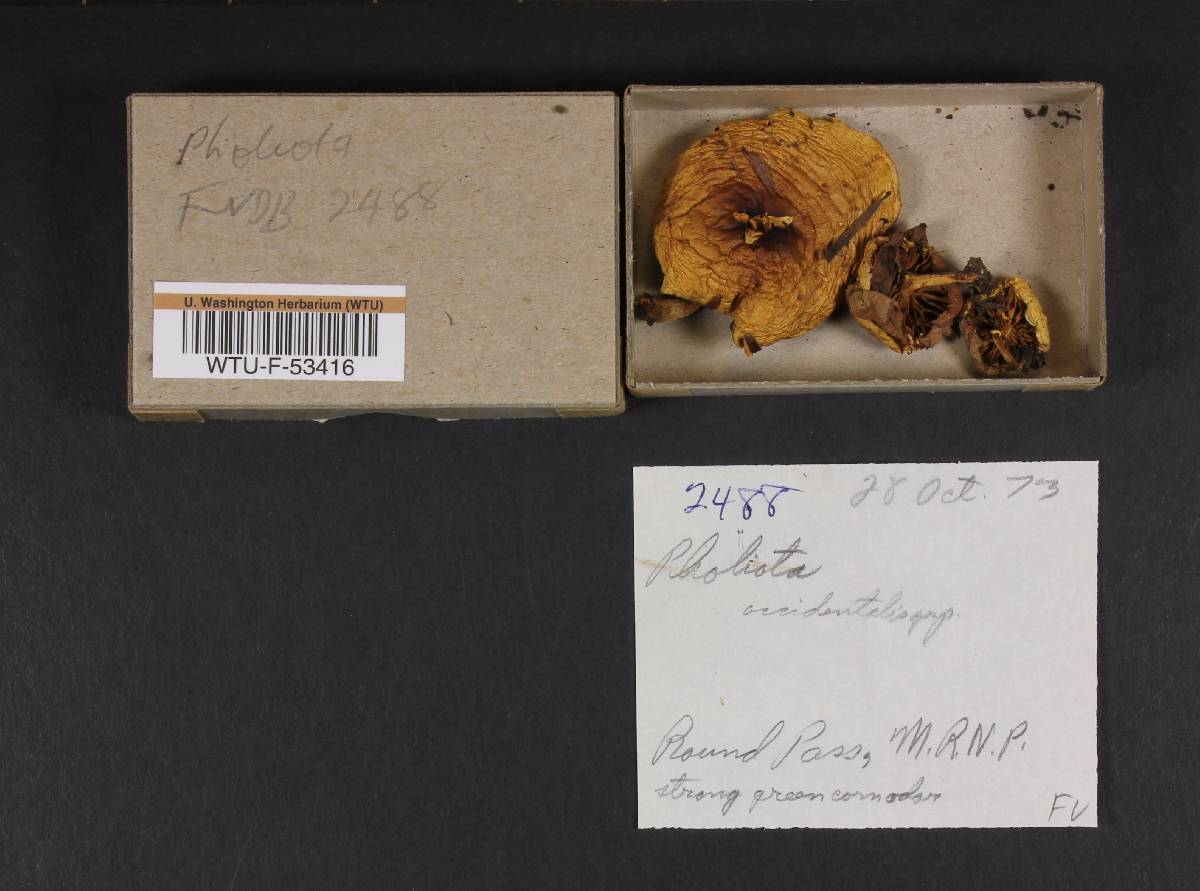 Pholiota
FVDB 2488
U. Washington Herbarium (WTU)
WTU-F-53416
2488 28 Oct. 73
Pholiota
occidentalis grp.
Round Pass, M.R.N.P.
strong green corn odor
FV